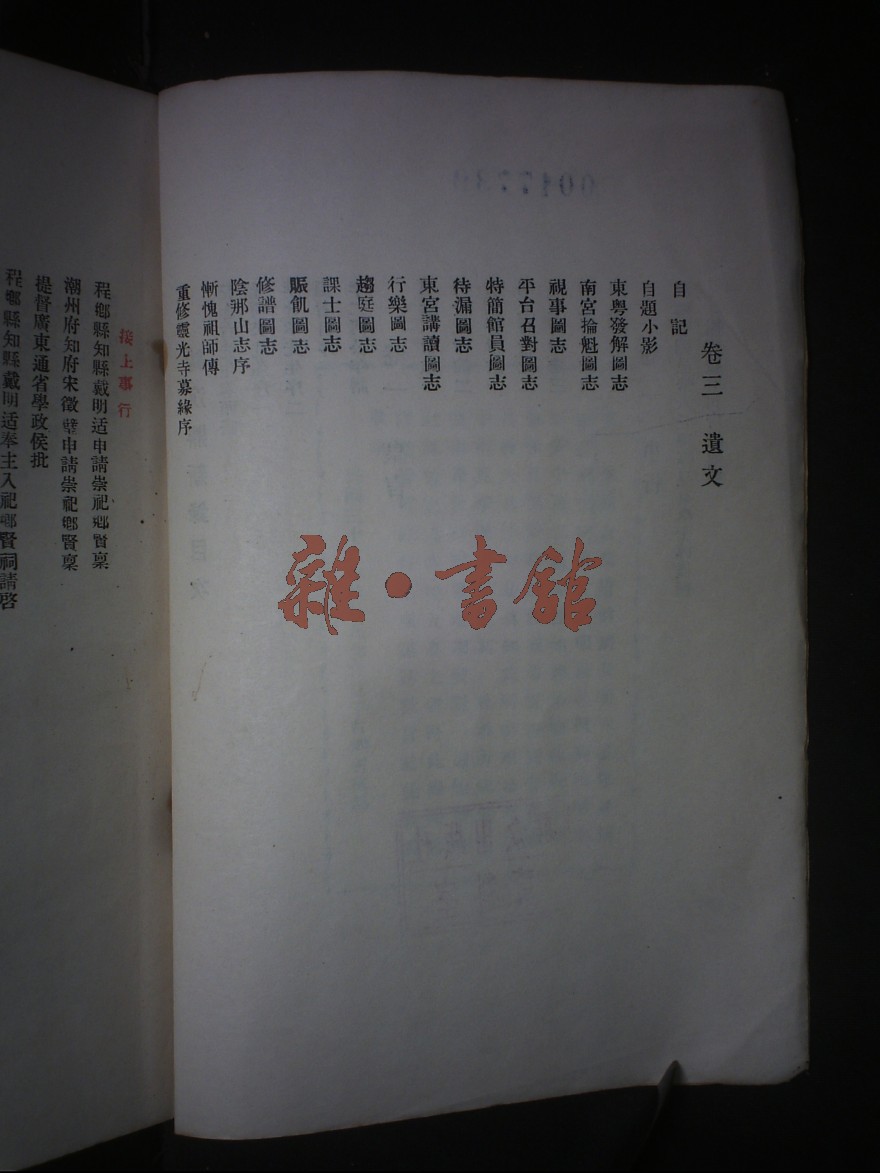 卷三 遺文
自記
自題小影
東粤發解圖志
南宮掄魁圖志
視事圖志
平台召對圖志
特簡館員圖志
待漏圖志
東宮講讀圖志
行樂圖志
趨庭圖志
課士圖志
賑飢圖志
修譜圖志
陰那山志序
慚愧祖師傳
重修靈光寺募緣序
接上事行
程鄉縣知縣戴明适申請崇祀鄉賢稟
潮州府知府宋徵璧申請崇祀鄉賢稟
提督廣東通省學政侯批
程鄉縣知縣戴明适奉主入祀鄉賢祠請啓
雜·書館